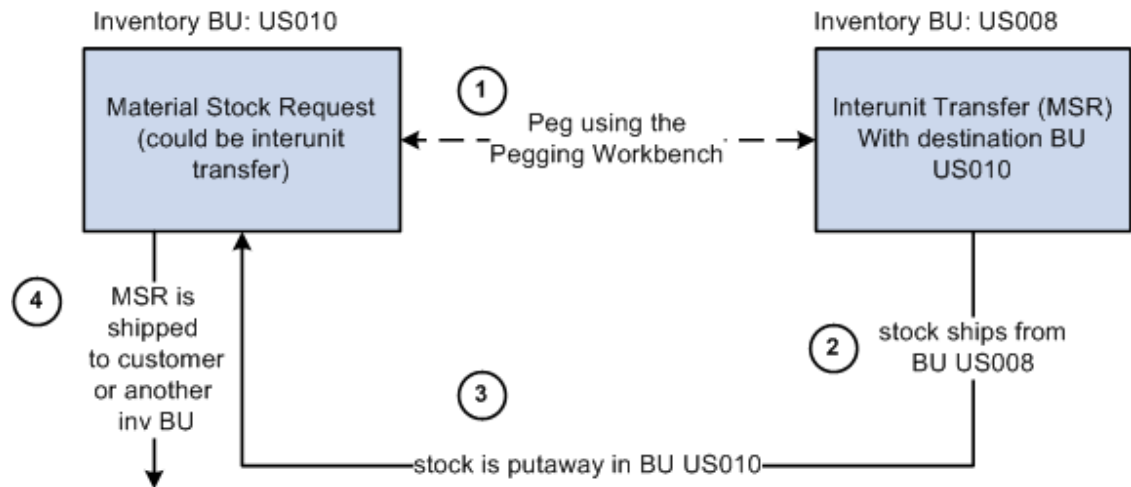 Inventory BU: US010
Inventory BU: US008
Material Stock Request
(could be interunit
transfer)
1
Peg using the
Pegging Workbench
Interunit Transfer (MSR)
With destination BU
US010
4
MSR is
shipped
to customer
or another
inv BU
2
stock ships from
BU US008
3
stock is putaway in BU US010